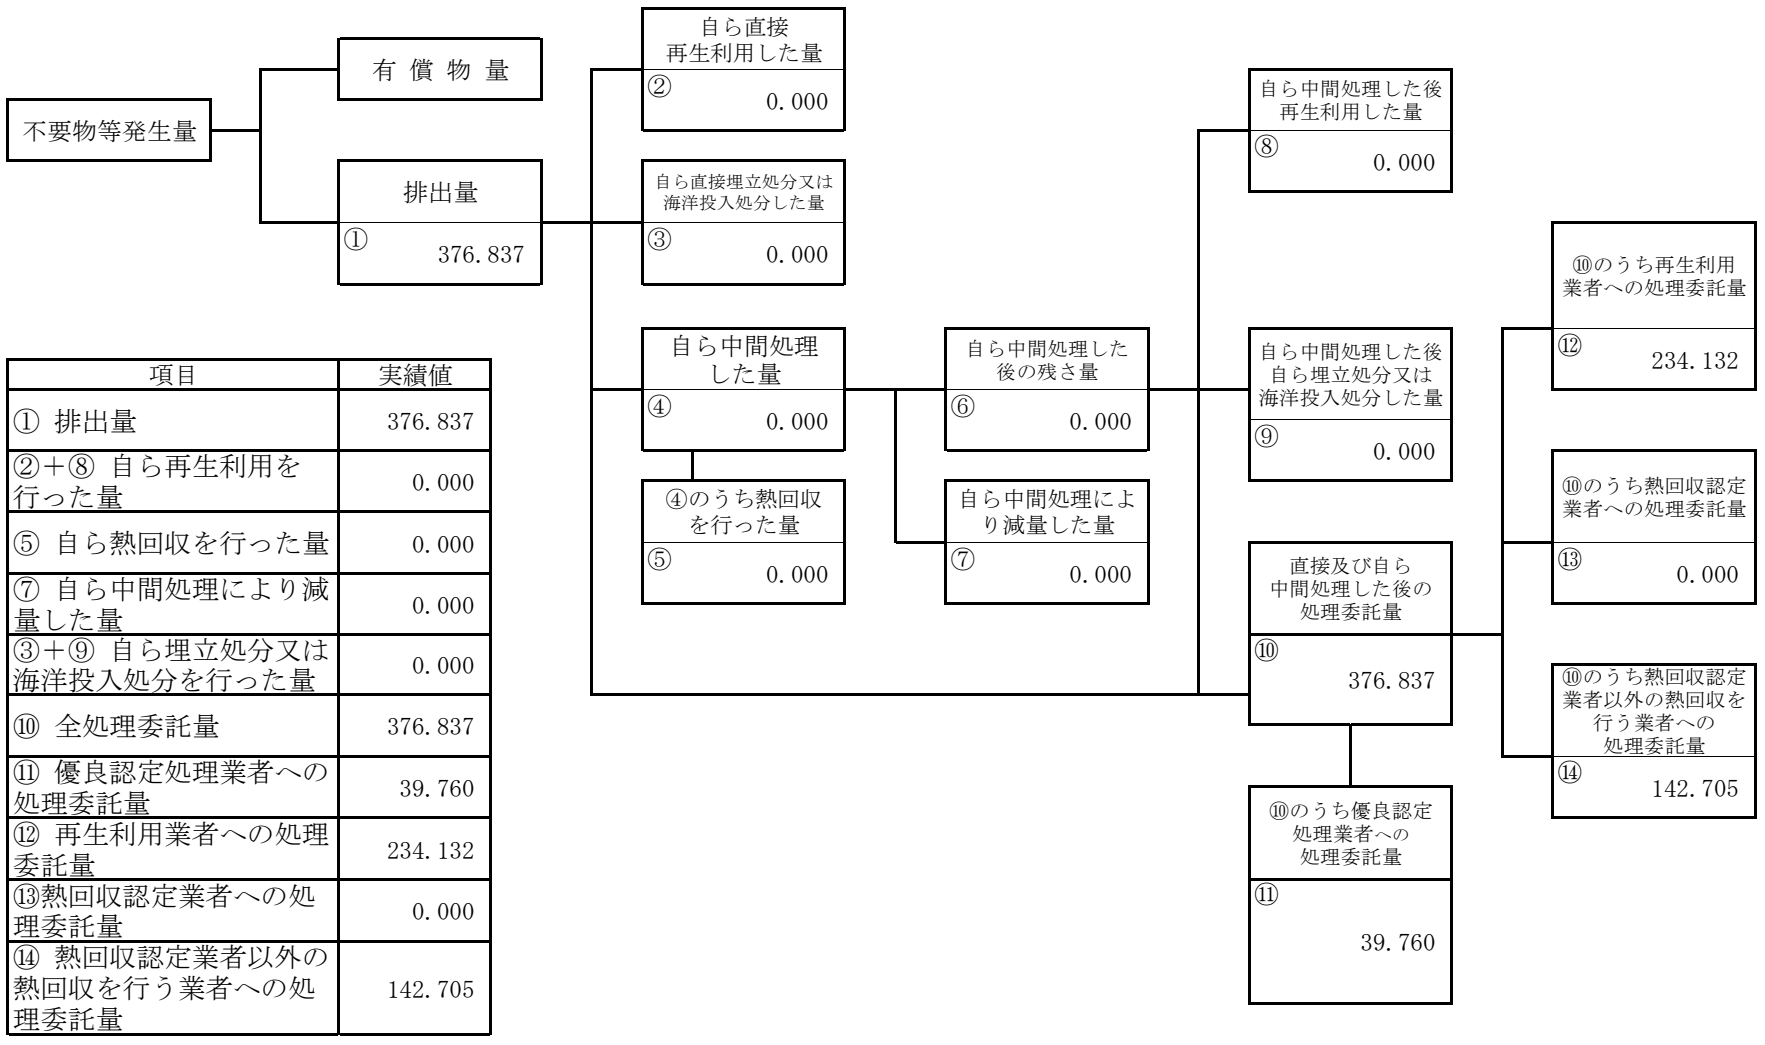 不要物等発生量
有 償 物 量
排出量
①
376.837
自ら直接
再生利用した量
②
0.000
自ら直接埋立処分又は
海洋投入処分した量
③
0.000
自ら中間処理
した量
④
0.000
④のうち熱回収
を行った量
⑤
0.000
自ら中間処理した
後の残さ量
⑥
0.000
自ら中間処理によ
り減量した量
⑦
0.000
自ら中間処理した後
再生利用した量
⑧
0.000
自ら中間処理した後
自ら埋立処分又は
海洋投入処分した量
⑨
0.000
直接及び自ら
中間処理した後の
処理委託量
⑩
376.837
⑩のうち優良認定
処理業者への
処理委託量
⑪
39.760
⑩のうち再生利用
業者への処理委託量
⑫
234.132
⑩のうち熱回収認定
業者への処理委託量
⑬
0.000
⑩のうち熱回収認定
業者以外の熱回収を
行う業者への
処理委託量
⑭
142.705
項目 実績値
① 排出量 376.837
②＋⑧ 自ら再生利用を
行った量 0.000
⑤ 自ら熱回収を行った量 0.000
⑦ 自ら中間処理により減
量した量 0.000
③＋⑨ 自ら埋立処分又は
海洋投入処分を行った量 0.000
⑩ 全処理委託量 376.837
⑪ 優良認定処理業者への
処理委託量 39.760
⑫ 再生利用業者への処理
委託量 234.132
⑬熱回収認定業者への処
理委託量 0.000
⑭ 熱回収認定業者以外の
熱回収を行う業者への処 142.705
理委託量